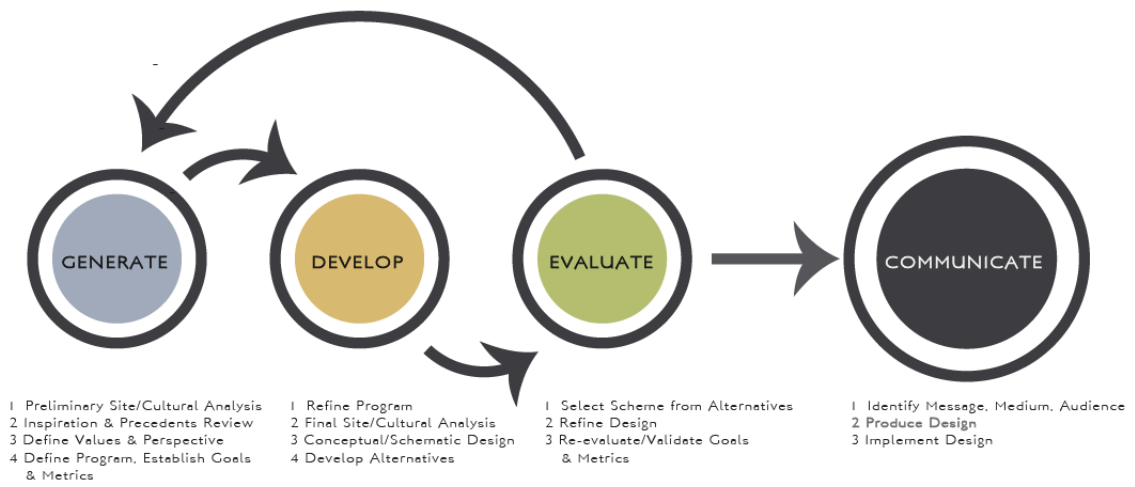 GENERATE
DEVELOP
EVALUATE
COMMUNICATE
1 Preliminary Site/Cultural Analysis
2 Inspiration & Precedents Review
3 Define Values & Perspective
4 Define Program, Establish Goals
& Metrics
1 Refine Program
2 Final Site/Cultural Analysis
3 Conceptual/Schematic Design
4 Develop Alternatives
1 Select Scheme from Alternatives
2 Refine Design
3 Re-evaluate/Validate Goals
& Metrics
1 Identify Message, Medium, Audience
2 Produce Design
3 Implement Design